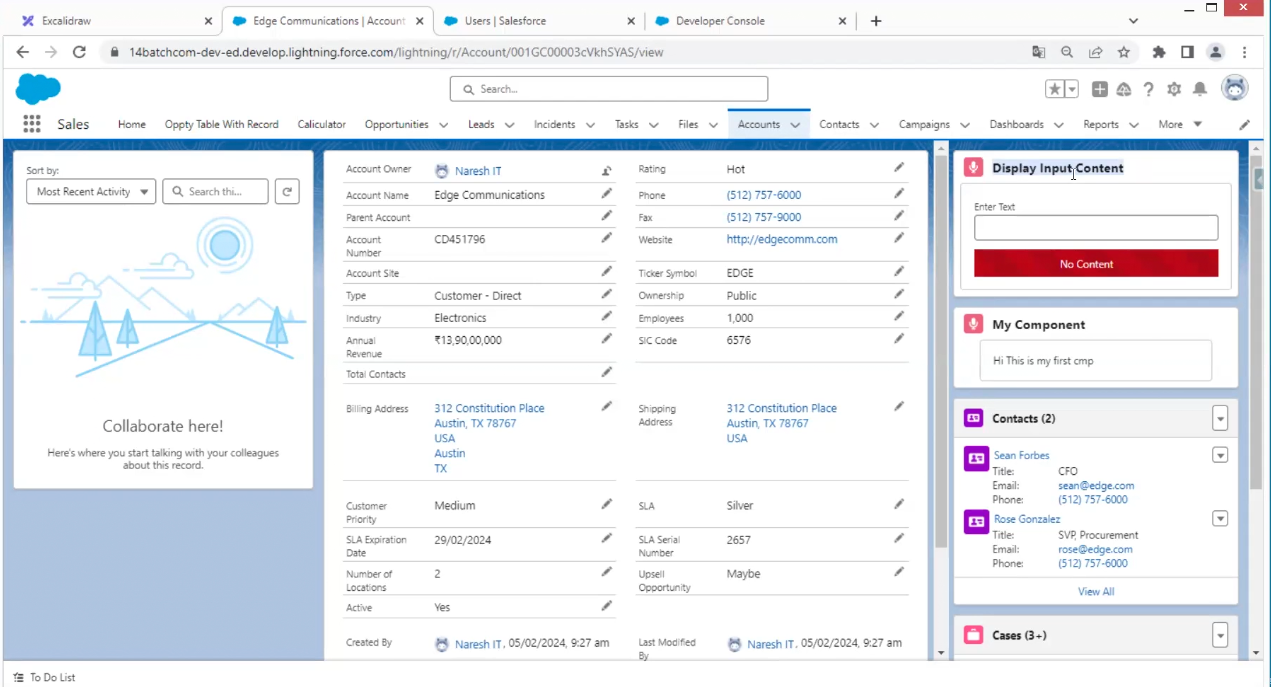 Excalidraw
Edge Communications | Account
Users | Salesforce
Developer Console
14batchcom-dev-ed.develop.lightning.force.com/lightning/r/Account/001GC00003cVkhSYAS/view
Search...
Sales
Home
Oppty Table With Record
Calculator
Opportunities
Leads
Incidents
Tasks
Files
Accounts
Contacts
Campaigns
Dashboards
Reports
More
Sort by:
Most Recent Activity
Search thi...
Collaborate here!
Here's where you start talking with your colleagues
about this record.
Account Owner
Naresh IT
Rating
Hot
Account Name
Edge Communications
Phone
(512) 757-6000
Parent Account
Fax
(512) 757-9000
Account
Number
CD451796
Website
http://edgecomm.com
Account Site
Ticker Symbol
EDGE
Type
Customer - Direct
Ownership
Public
Industry
Electronics
Employees
1,000
Annual
Revenue
₹13,90,00,000
SIC Code
6576
Total Contacts
Billing Address
312 Constitution Place
Austin, TX 78767
USA
Austin
TX
Shipping
Address
312 Constitution Place
Austin, TX 78767
USA
Customer
Priority
Medium
SLA
Silver
SLA Expiration
Date
29/02/2024
SLA Serial
Number
2657
Number of
Locations
2
Upsell
Opportunity
Maybe
Active
Yes
Created By
Naresh IT, 05/02/2024, 9:27 am
Last Modified
By
Naresh IT, 05/02/2024, 9:27 am
Display Input Content
Enter Text
No Content
My Component
Hi This is my first cmp
Contacts (2)
Sean Forbes
Title: CFO
Email: sean@edge.com
Phone: (512) 757-6000
Rose Gonzalez
Title: SVP, Procurement
Email: rose@edge.com
Phone: (512) 757-6000
View All
Cases (3+)
To Do List